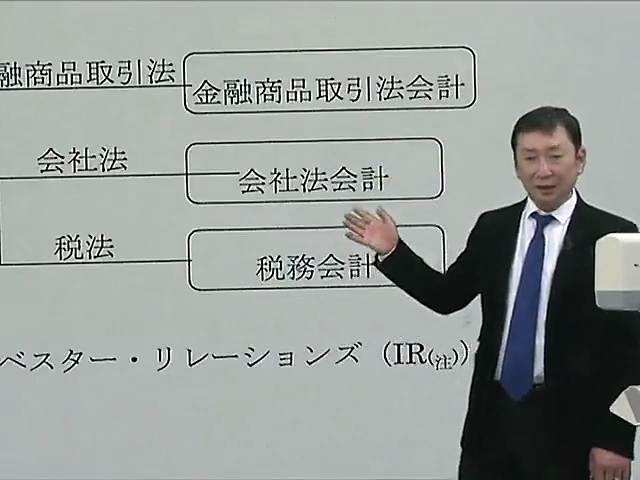 融商品取引法 金融商品取引法会計
会社法 会社法会計
税法 税務会計
ベスター・リレーションズ（IR(注)）